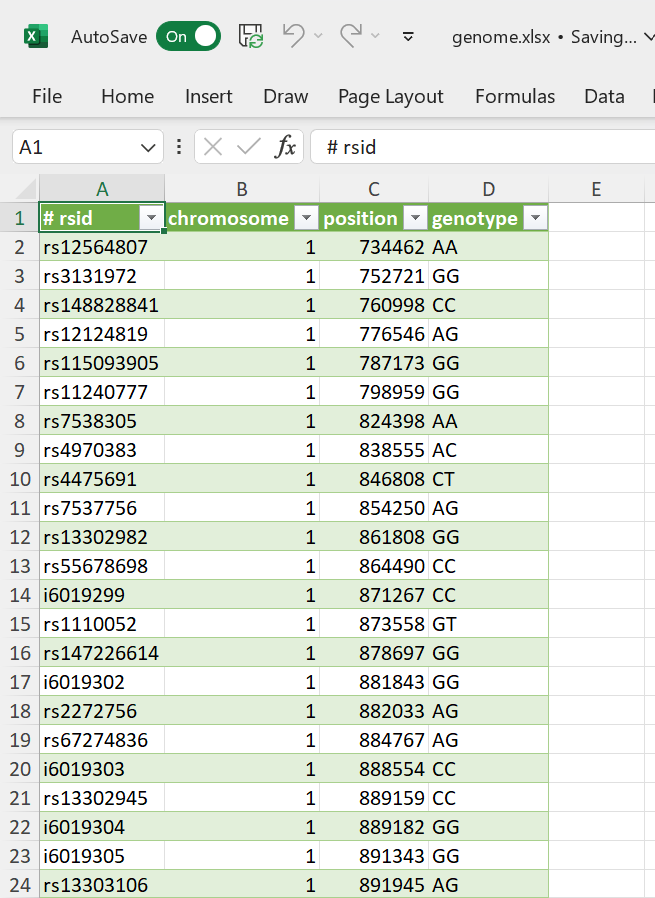 AutoSave On genome.xlsx • Saving...
File Home Insert Draw Page Layout Formulas Data
A1 fx # rsid
A B C D E
1 # rsid chromosome position genotype
2 rs12564807 1 734462 AA
3 rs3131972 1 752721 GG
4 rs148828841 1 760998 CC
5 rs12124819 1 776546 AG
6 rs115093905 1 787173 GG
7 rs11240777 1 798959 GG
8 rs7538305 1 824398 AA
9 rs4970383 1 838555 AC
10 rs4475691 1 846808 CT
11 rs7537756 1 854250 AG
12 rs13302982 1 861808 GG
13 rs55678698 1 864490 CC
14 i6019299 1 871267 CC
15 rs1110052 1 873558 GT
16 rs147226614 1 878697 GG
17 i6019302 1 881843 GG
18 rs2272756 1 882033 AG
19 rs67274836 1 884767 AG
20 i6019303 1 888554 CC
21 rs13302945 1 889159 CC
22 i6019304 1 889182 GG
23 i6019305 1 891343 GG
24 rs13303106 1 891945 AG